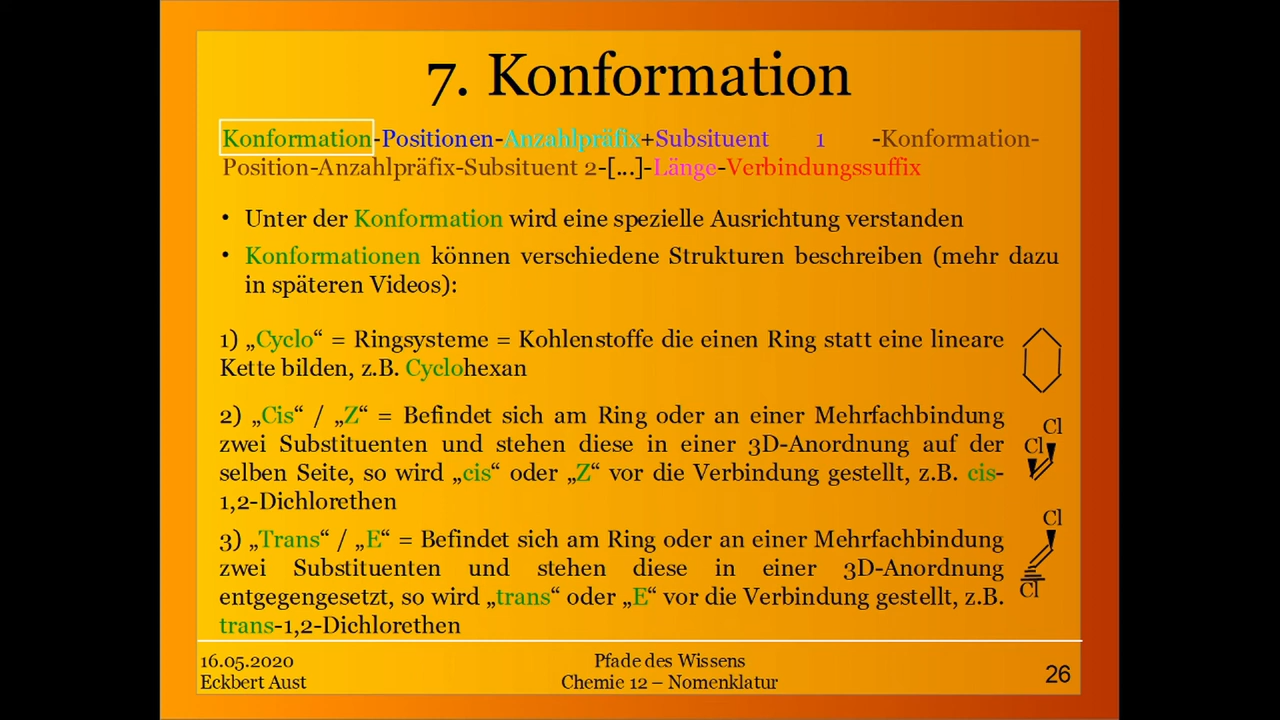 7. Konformation
Konformation-Positionen-Anzahlpräfix+Subsituent 1 -Konformation-
Position-Anzahlpräfix-Subsituent 2-[...]-Länge-Verbindungssuffix
• Unter der Konformation wird eine spezielle Ausrichtung verstanden
• Konformationen können verschiedene Strukturen beschreiben (mehr dazu
in späteren Videos):
1) „Cyclo“ = Ringsysteme = Kohlenstoffe die einen Ring statt eine lineare
Kette bilden, z.B. Cyclohexan
2) „Cis“ / „Z“ = Befindet sich am Ring oder an einer Mehrfachbindung
zwei Substituenten und stehen diese in einer 3D-Anordnung auf der
selben Seite, so wird „cis“ oder „Z“ vor die Verbindung gestellt, z.B. cis-
1,2-Dichlorethen
Cl
Cl
3) „Trans“ / „E“ = Befindet sich am Ring oder an einer Mehrfachbindung
zwei Substituenten und stehen diese in einer 3D-Anordnung
entgegengesetzt, so wird „trans“ oder „E“ vor die Verbindung gestellt, z.B.
trans-1,2-Dichlorethen
Cl
Cl
16.05.2020
Eckbert Aust
Pfade des Wissens
Chemie 12 – Nomenklatur
26